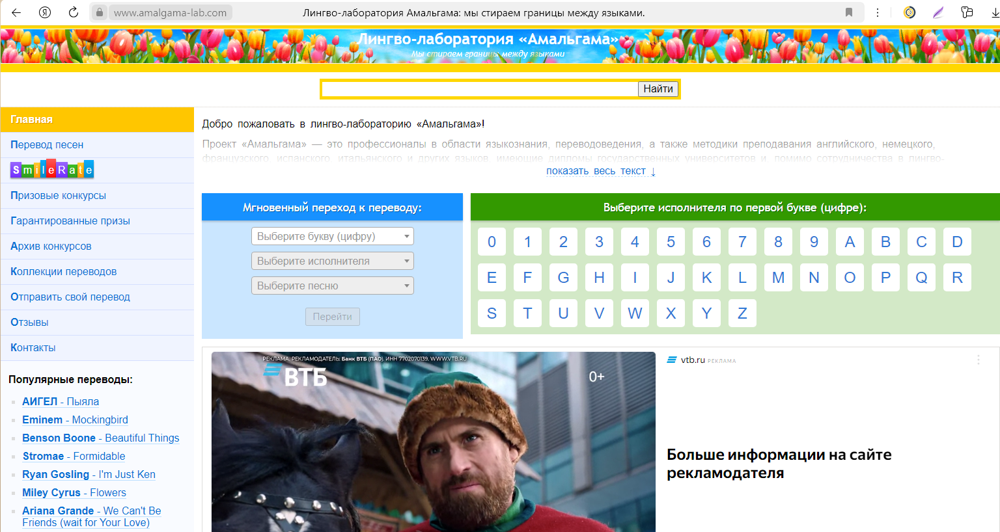 www.amalgama-lab.com
Лингво-лаборатория Амальгама: мы стираем границы между языками.
Лингво-лаборатория «Амальгама»
Мы стираем границы между языками
Найти
Главная
Перевод песен
SmileRate
Призовые конкурсы
Гарантированные призы
Архив конкурсов
Коллекции переводов
Отправить свой перевод
Отзывы
Контакты
Популярные переводы:
АИГЕЛ - Пыяла
Eminem - Mockingbird
Benson Boone - Beautiful Things
Stromae - Formidable
Ryan Gosling - I'm Just Ken
Miley Cyrus - Flowers
Ariana Grande - We Can't Be
Friends (wait for Your Love)
Добро пожаловать в лингво-лабораторию «Амальгама»!
Проект «Амальгама» — это профессионалы в области языкознания, переводоведения, а также методики преподавания английского, немецкого,
французского, испанского, итальянского и других языков, имеющие дипломы государственных университетов и, помимо сотрудничества в лингво-
показать весь текст ↓
Мгновенный переход к переводу:
Выберите букву (цифру)
Выберите исполнителя
Выберите песню
Перейти
Выберите исполнителя по первой букве (цифре):
0 1 2 3 4 5 6 7 8 9 A B C D
E F G H I J K L M N O P Q R
S T U V W X Y Z
РЕКЛАМА. РЕКЛАМОДАТЕЛЬ: Банк ВТБ (ПАО). ИНН 7702070139. WWW.VTB.RU
ВТБ
0+
vtb.ru РЕКЛАМА
Больше информации на сайте
рекламодателя